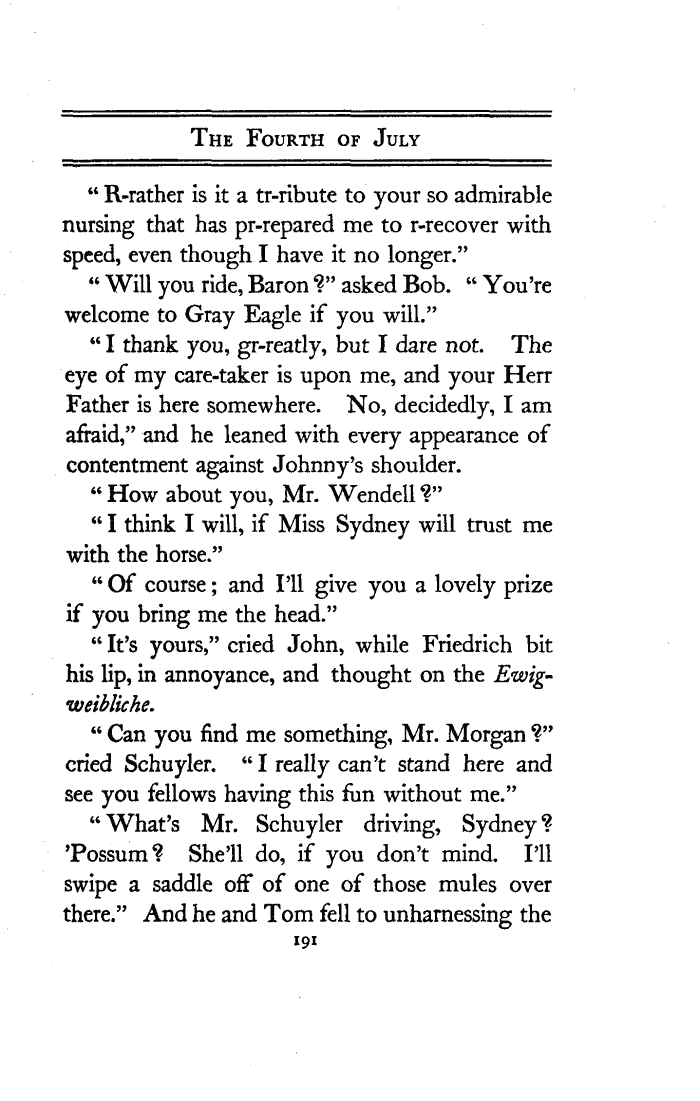 The Fourth of July
“ R-rather is it a tr-ribute to your so admirable
nursing that has pr-repared me to r-recover with
speed, even though I have it no longer.”
“ Will you ride, Baron ?” asked Bob. “ You're
welcome to Gray Eagle if you will.”
“ I thank you, gr-reatly, but I dare not. The
eye of my care-taker is upon me, and your Herr
Father is here somewhere. No, decidedly, I am
afraid,” and he leaned with every appearance of
contentment against Johnny’s shoulder.
“ How about you, Mr. Wendell ?”
“ I think I will, if Miss Sydney will trust me
with the horse.”
“ Of course ; and I’ll give you a lovely prize
if you bring me the head.”
“ It’s yours,” cried John, while Friedrich bit
his lip, in annoyance, and thought on the Ewig-
weibliche.
“ Can you find me something, Mr. Morgan ?”
cried Schuyler. “ I really can’t stand here and
see you fellows having this fun without me.”
“ What’s Mr. Schuyler driving, Sydney ?
’Possum ? She’ll do, if you don’t mind. I’ll
swipe a saddle off of one of those mules over
there.” And he and Tom fell to unharnessing the
191